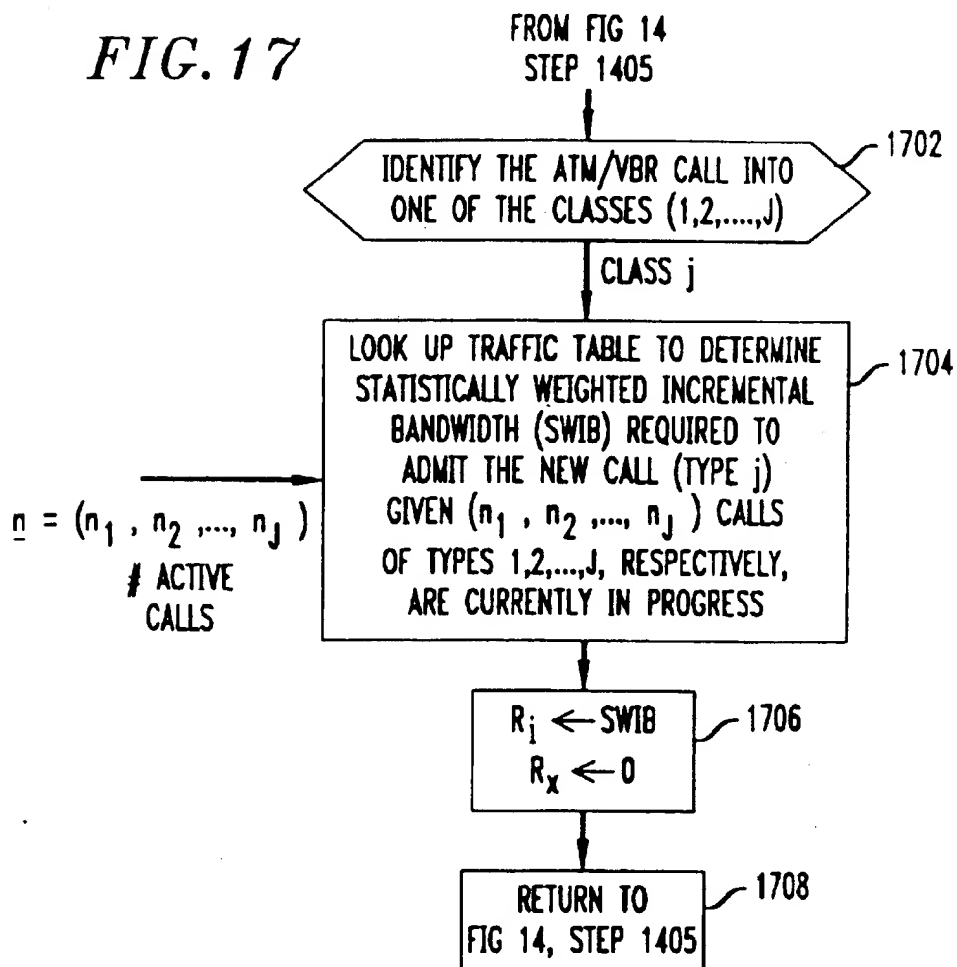 FIG. 17
FROM FIG 14
STEP 1405
1702
IDENTIFY THE ATM/VBR CALL INTO
ONE OF THE CLASSES (1,2,....,J)
CLASS j
1704
LOOK UP TRAFFIC TABLE TO DETERMINE
STATISTICALLY WEIGHTED INCREMENTAL
BANDWIDTH (SWIB) REQUIRED TO
ADMIT THE NEW CALL (TYPE j)
GIVEN (n1 , n2 ,..., nJ ) CALLS
OF TYPES 1,2,...,J, RESPECTIVELY,
ARE CURRENTLY IN PROGRESS
n = (n1 , n2 ,..., nJ )
# ACTIVE
CALLS
1706
Ri ← SWIB
Rx ← 0
1708
RETURN TO
FIG 14, STEP 1405